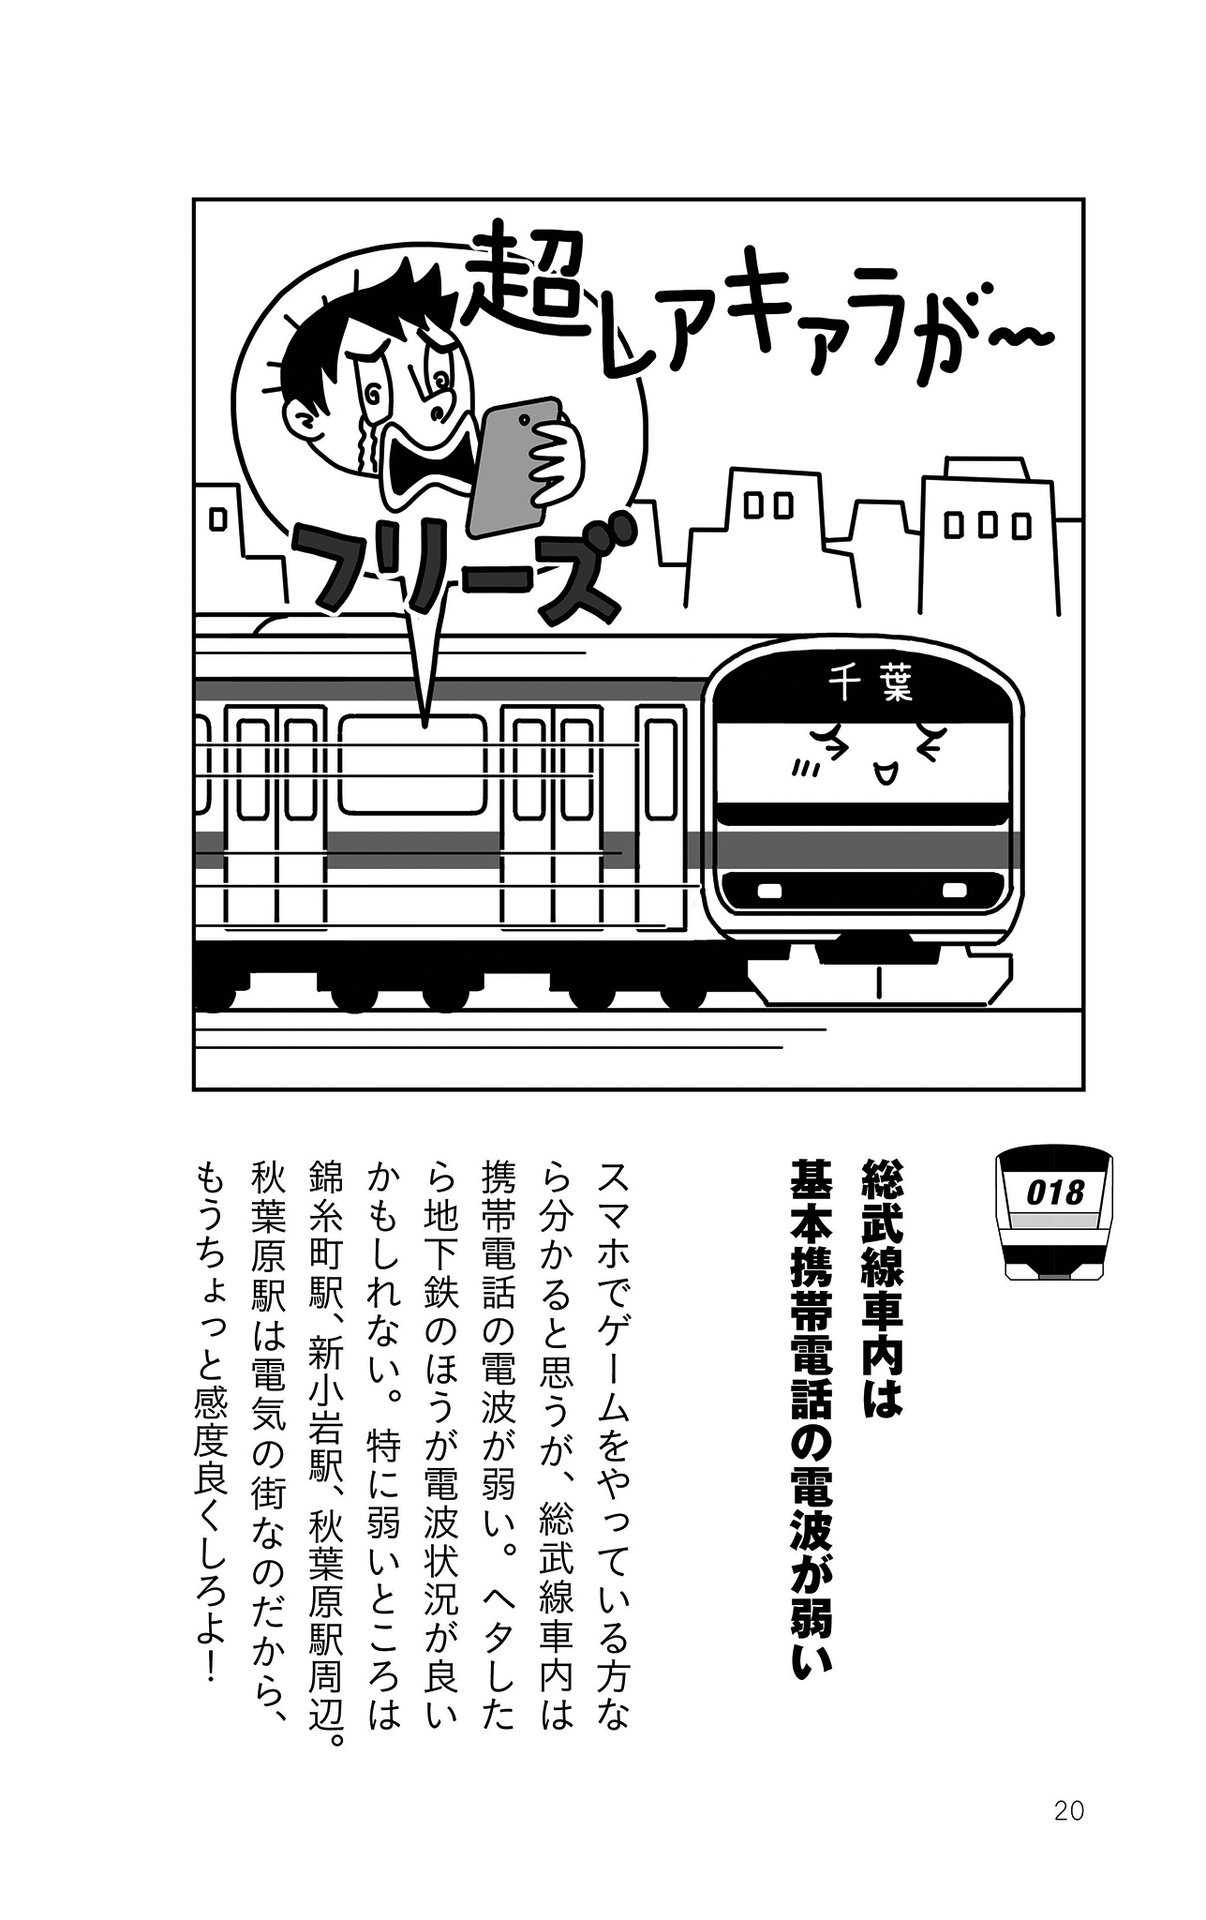 超レアキャラが〜
フリーズ
千葉
018
総武線車内は
基本携帯電話の電波が弱い
スマホでゲームをやっている方な
ら分かると思うが、総武線車内は
携帯電話の電波が弱い。ヘタした
ら地下鉄のほうが電波状況が良い
かもしれない。特に弱いところは
錦糸町駅、新小岩駅、秋葉原駅周辺。
秋葉原駅は電気の街なのだから、
もうちょっと感度良くしろよ！
20